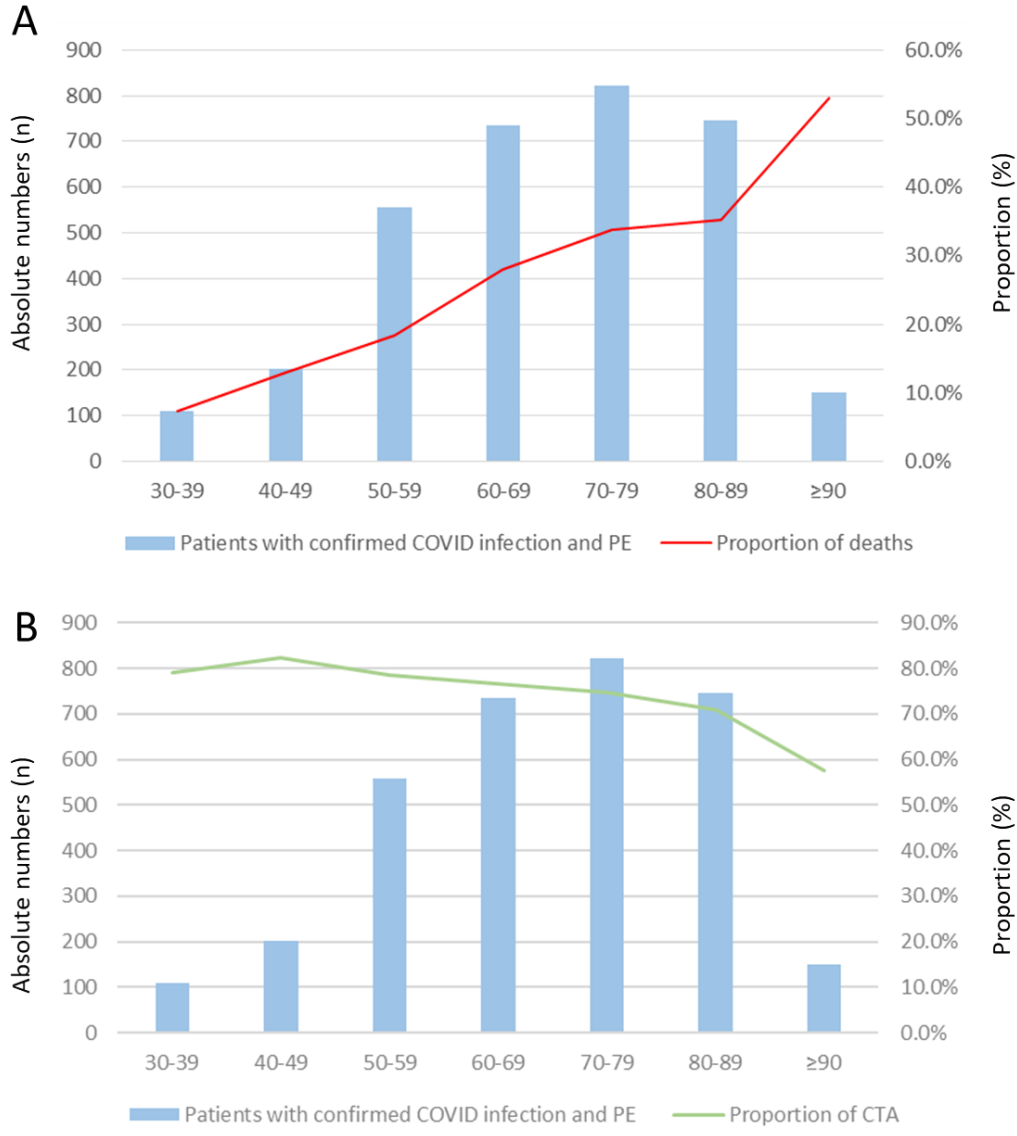 A
900 60.0%
800 50.0%
700
600 40.0%
500
400 30.0%
300 20.0%
200
100 10.0%
0 0.0%
Absolute numbers (n)
Proportion (%)
30-39 40-49 50-59 60-69 70-79 80-89 ≥90
Patients with confirmed COVID infection and PE Proportion of deaths
B
900 90.0%
800 80.0%
700 70.0%
600 60.0%
500 50.0%
400 40.0%
300 30.0%
200 20.0%
100 10.0%
0 0.0%
Absolute numbers (n)
Proportion (%)
30-39 40-49 50-59 60-69 70-79 80-89 ≥90
Patients with confirmed COVID infection and PE Proportion of CTA